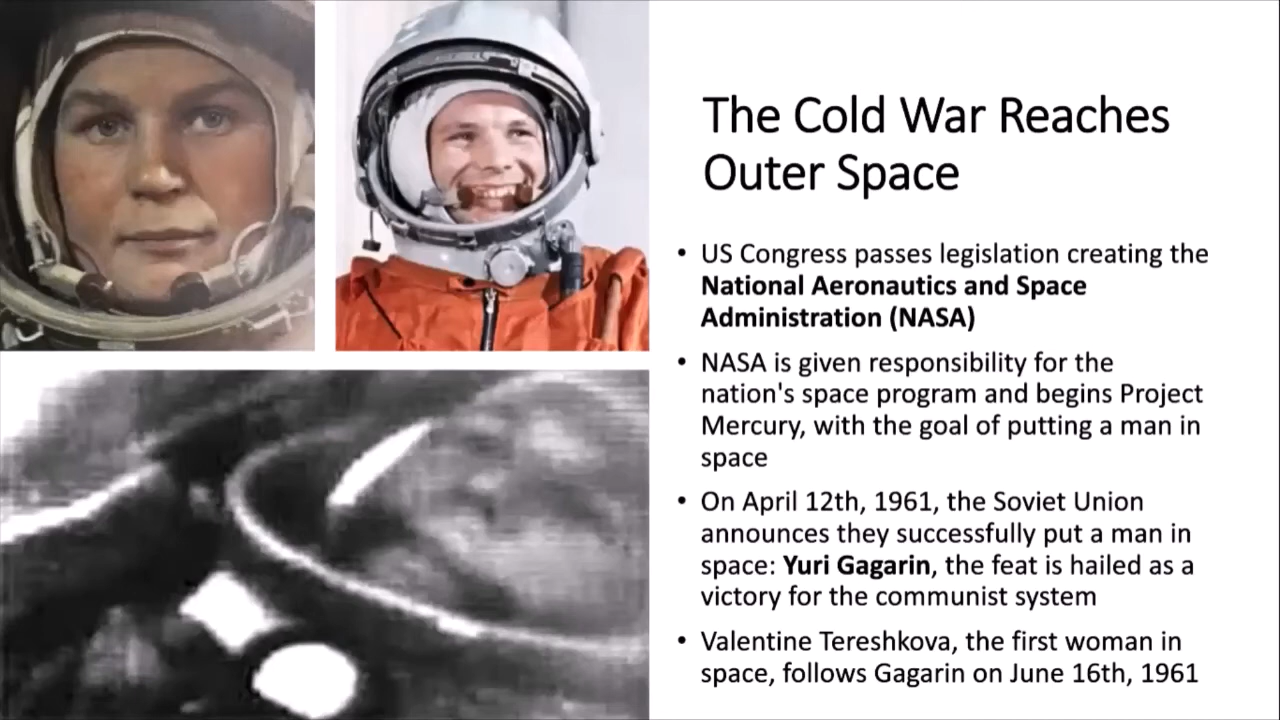 The Cold War Reaches
Outer Space
• US Congress passes legislation creating the
National Aeronautics and Space
Administration (NASA)
• NASA is given responsibility for the
nation's space program and begins Project
Mercury, with the goal of putting a man in
space
• On April 12th, 1961, the Soviet Union
announces they successfully put a man in
space: Yuri Gagarin, the feat is hailed as a
victory for the communist system
• Valentine Tereshkova, the first woman in
space, follows Gagarin on June 16th, 1961